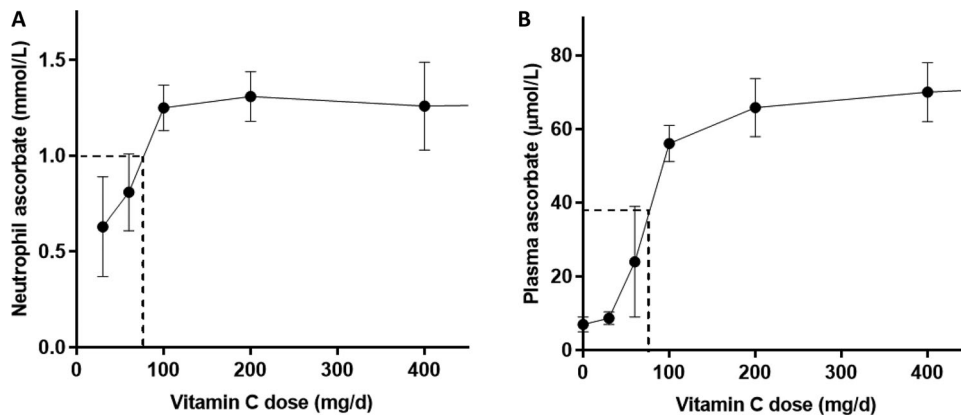 A
Neutrophil ascorbate (mmol/L)
1.5
1.0
0.5
0.0
0 100 200 300 400
Vitamin C dose (mg/d)
B
Plasma ascorbate (μmol/L)
80
60
40
20
0
0 100 200 300 400
Vitamin C dose (mg/d)